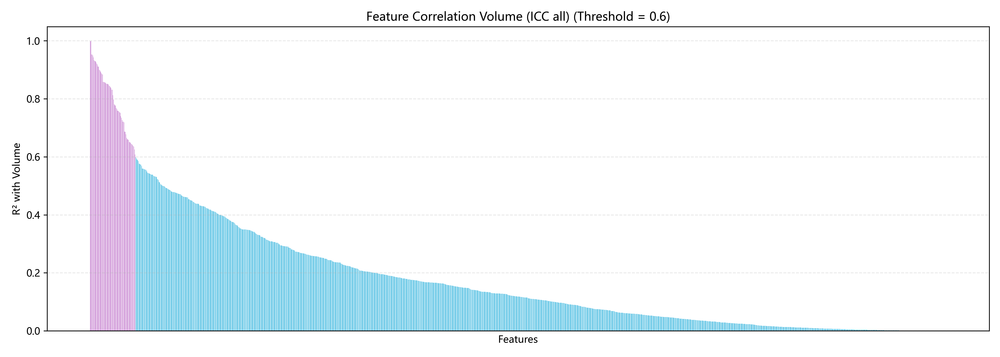 Feature Correlation Volume (ICC all) (Threshold = 0.6)
R² with Volume
1.0
0.8
0.6
0.4
0.2
0.0
Features